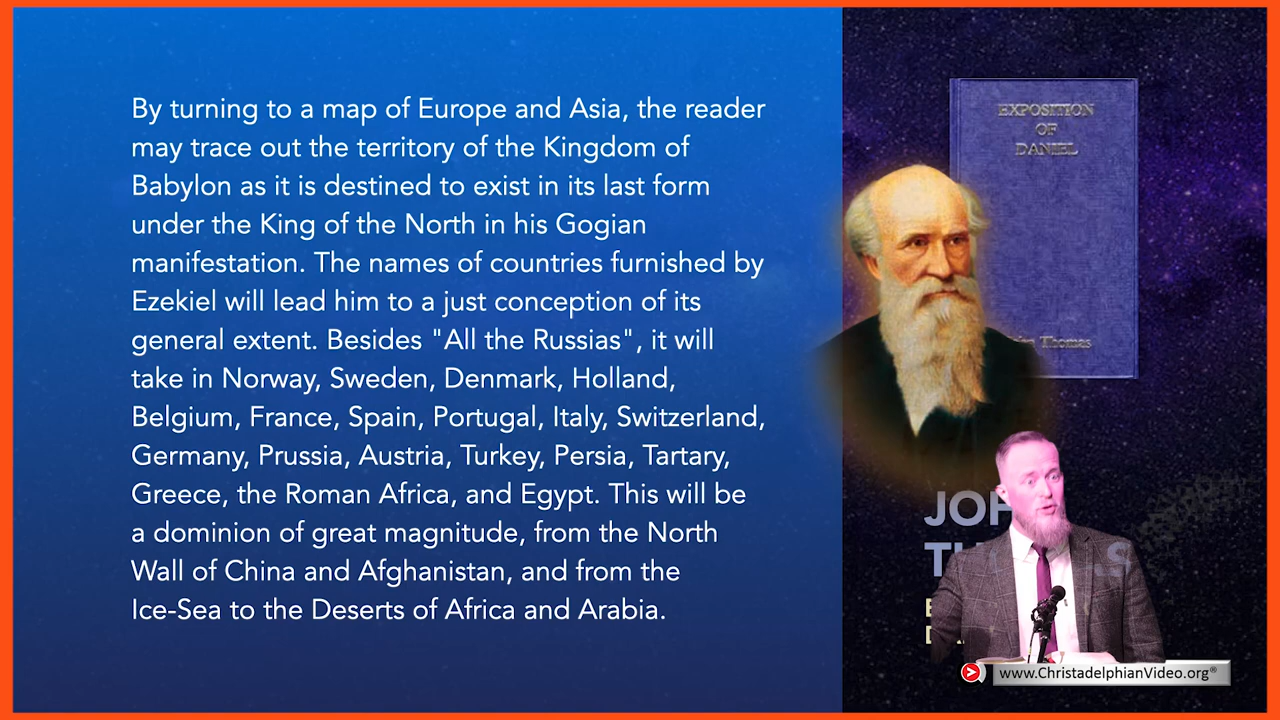 By turning to a map of Europe and Asia, the reader
may trace out the territory of the Kingdom of
Babylon as it is destined to exist in its last form
under the King of the North in his Gogian
manifestation. The names of countries furnished by
Ezekiel will lead him to a just conception of its
general extent. Besides "All the Russias", it will
take in Norway, Sweden, Denmark, Holland,
Belgium, France, Spain, Portugal, Italy, Switzerland,
Germany, Prussia, Austria, Turkey, Persia, Tartary,
Greece, the Roman Africa, and Egypt. This will be
a dominion of great magnitude, from the North
Wall of China and Afghanistan, and from the
Ice-Sea to the Deserts of Africa and Arabia.
EXPOSITION
OF
DANIEL
Thomas
www.ChristadelphianVideo.org®